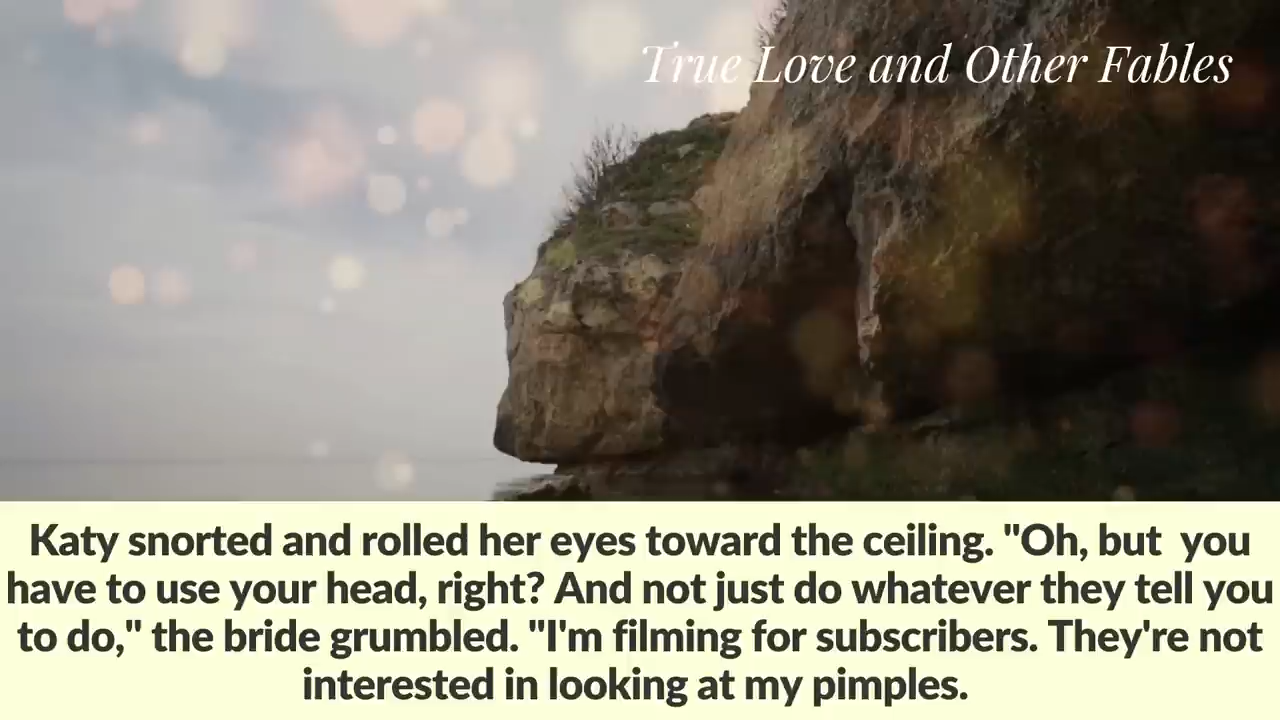 True Love and Other Fables
Katy snorted and rolled her eyes toward the ceiling. "Oh, but  you
have to use your head, right? And not just do whatever they tell you
to do," the bride grumbled. "I'm filming for subscribers. They're not
interested in looking at my pimples.